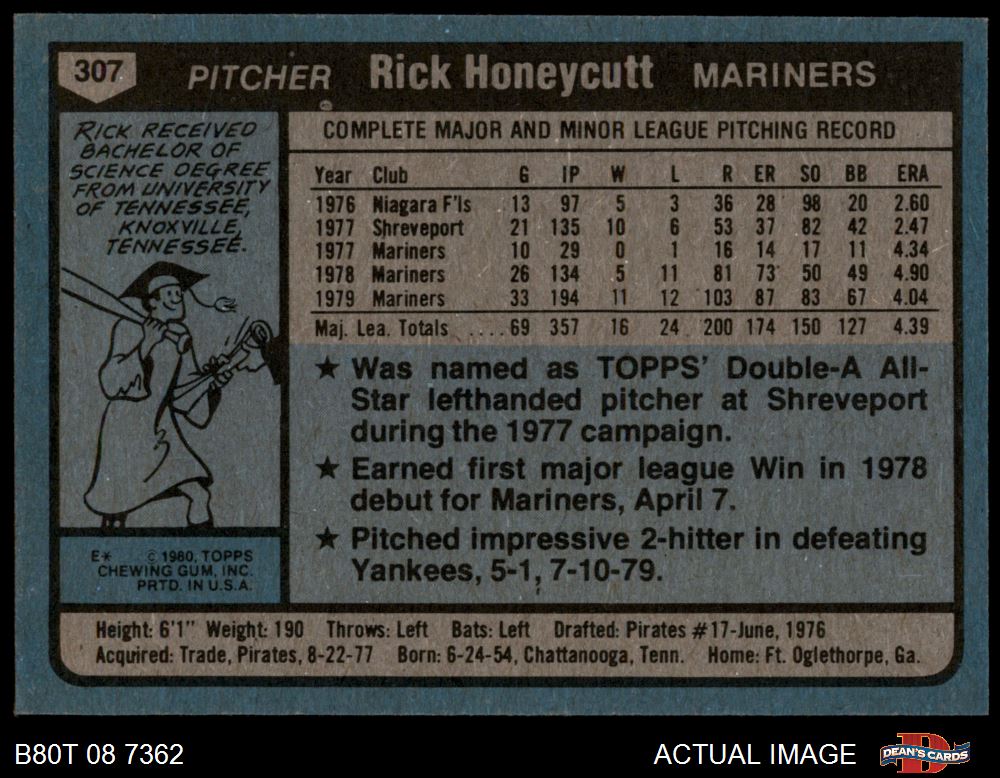 307 PITCHER Rick Honeycutt MARINERS
RICK RECEIVED
BACHELOR OF
SCIENCE DEGREE
FROM UNIVERSITY
OF TENNESSEE,
KNOXVILLE,
TENNESSEE.
E* © 1980, TOPPS
CHEWING GUM, INC.
PRTD. IN U.S.A.
COMPLETE MAJOR AND MINOR LEAGUE PITCHING RECORD
Year Club G IP W L R ER SO BB ERA
1976 Niagara F'ls 13 97 5 3 36 28 98 20 2.60
1977 Shreveport 21 135 10 6 53 37 82 42 2.47
1977 Mariners 10 29 0 1 16 14 17 11 4.34
1978 Mariners 26 134 5 11 81 73 50 49 4.90
1979 Mariners 33 194 11 12 103 87 83 67 4.04
Maj. Lea. Totals ....69 357 16 24 200 174 150 127 4.39
★ Was named as TOPPS' Double-A All-
Star lefthanded pitcher at Shreveport
during the 1977 campaign.
★ Earned first major league Win in 1978
debut for Mariners, April 7.
★ Pitched impressive 2-hitter in defeating
Yankees, 5-1, 7-10-79.
Height: 6'1" Weight: 190 Throws: Left Bats: Left Drafted: Pirates #17-June, 1976
Acquired: Trade, Pirates, 8-22-77 Born: 6-24-54, Chattanooga, Tenn. Home: Ft. Oglethorpe, Ga.
B80T 08 7362 ACTUAL IMAGE DEAN'S CARDS